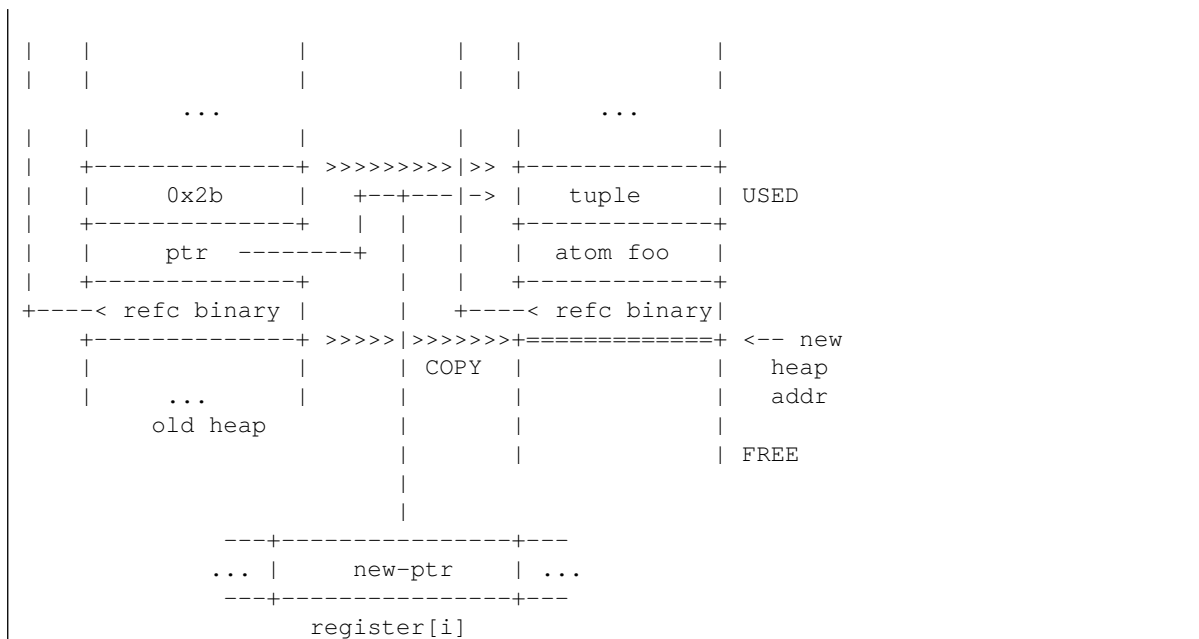 |   |              |          |   |             |
|   |              |          |   |             |
          ...                         ...
|   |              |          |   |             |
|   +--------------+ >>>>>>>>>|>> +-------------+
|   |     0x2b     |   +--+---|-> |   tuple     | USED
|   +--------------+   |  |   |   +-------------+
|   |    ptr  --------+  |   |   |  atom foo   |
|   +--------------+      |   |   +-------------+
+----< refc binary |      |   +----< refc binary|
    +--------------+ >>>>>|>>>>>>>+=============+ <-- new
    |              |      | COPY  |             |   heap
    |     ...      |      |       |             |   addr
        old heap          |       |             |
                          |       |             | FREE
                          |
                          |
             ---+----------------+---
            ... |     new-ptr    | ...
             ---+----------------+---
                  register[i]